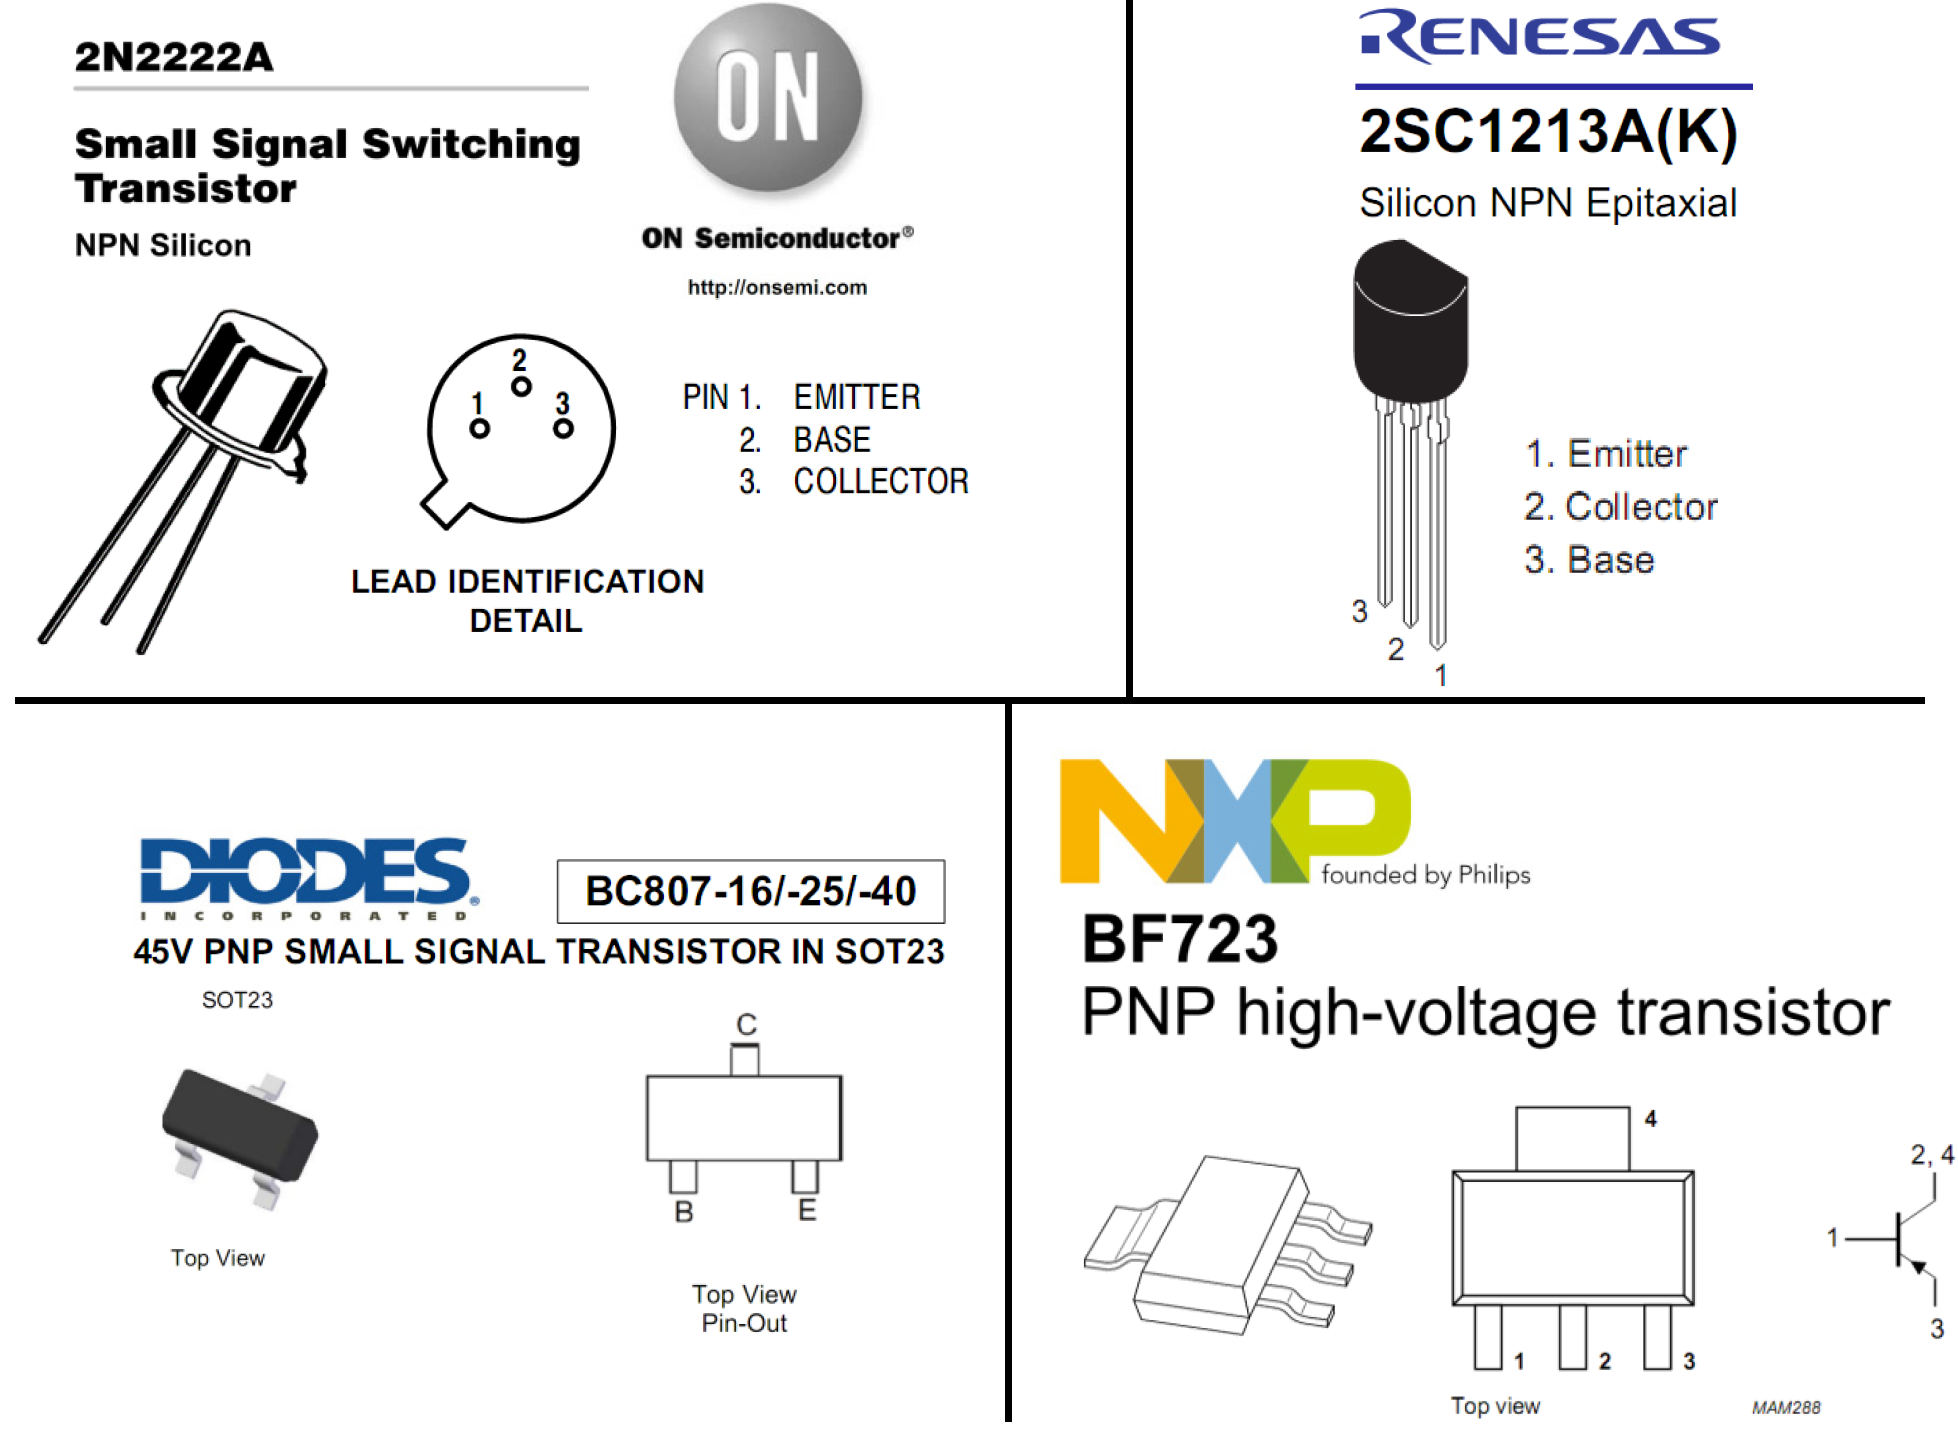 2N2222A
Small Signal Switching
Transistor
NPN Silicon
ON
ON Semiconductor®
http://onsemi.com
2
1
3
PIN 1. EMITTER
2. BASE
3. COLLECTOR
LEAD IDENTIFICATION
DETAIL
RENESAS
2SC1213A(K)
Silicon NPN Epitaxial
1. Emitter
2. Collector
3. Base
3
2
1
DIODES®
INCORPORATED
BC807-16/-25/-40
45V PNP SMALL SIGNAL TRANSISTOR IN SOT23
SOT23
Top View
C
B
E
Top View
Pin-Out
NXP
founded by Philips
BF723
PNP high-voltage transistor
4
1
2
3
Top view
2, 4
1
3
MAM288